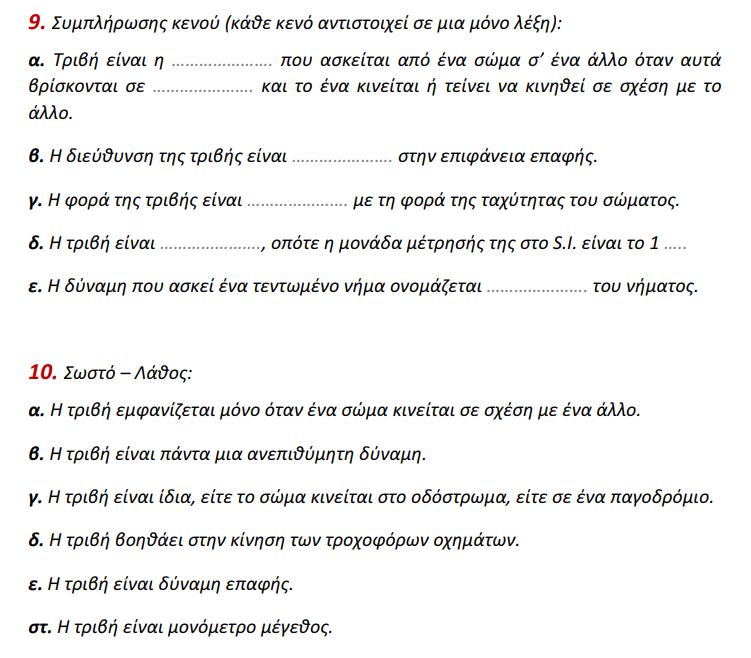 9. Συμπλήρωσης κενού (κάθε κενό αντιστοιχεί σε μια μόνο λέξη):
α. Τριβή είναι η …………………. που ασκείται από ένα σώμα σ’ ένα άλλο όταν αυτά
βρίσκονται σε …………………. και το ένα κινείται ή τείνει να κινηθεί σε σχέση με το
άλλο.
β. Η διεύθυνση της τριβής είναι …………………. στην επιφάνεια επαφής.
γ. Η φορά της τριβής είναι …………………. με τη φορά της ταχύτητας του σώματος.
δ. Η τριβή είναι …………………., οπότε η μονάδα μέτρησής της στο S.I. είναι το 1 …..
ε. Η δύναμη που ασκεί ένα τεντωμένο νήμα ονομάζεται …………………. του νήματος.
10. Σωστό – Λάθος:
α. Η τριβή εμφανίζεται μόνο όταν ένα σώμα κινείται σε σχέση με ένα άλλο.
β. Η τριβή είναι πάντα μια ανεπιθύμητη δύναμη.
γ. Η τριβή είναι ίδια, είτε το σώμα κινείται στο οδόστρωμα, είτε σε ένα παγοδρόμιο.
δ. Η τριβή βοηθάει στην κίνηση των τροχοφόρων οχημάτων.
ε. Η τριβή είναι δύναμη επαφής.
στ. Η τριβή είναι μονόμετρο μέγεθος.